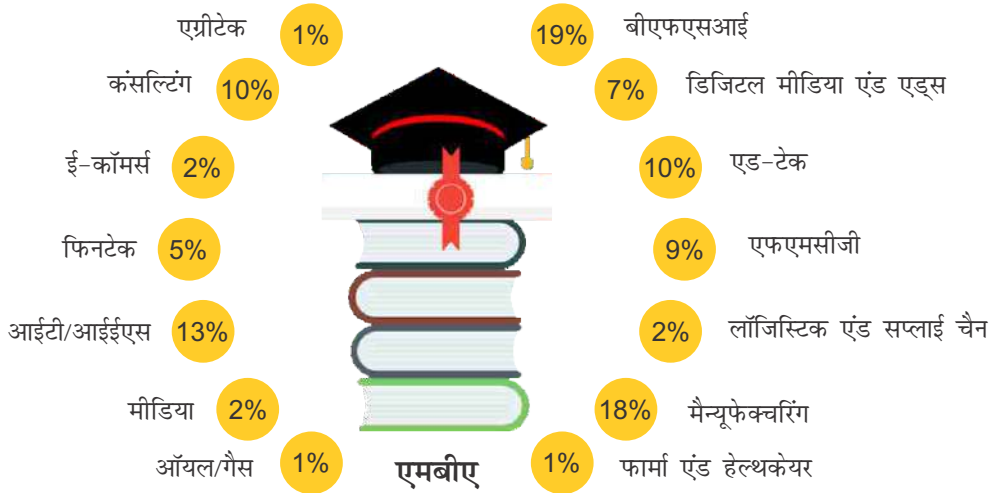 एग्रीटेक 1%
19% बीएफएसआई
कंसल्टिंग 10%
7% डिजिटल मीडिया एंड एड्स
ई-कॉमर्स 2%
10% एड-टेक
फिनटेक 5%
9% एफएमसीजी
आईटी/आईईएस 13%
2% लॉजिस्टिक एंड सप्लाई चैन
मीडिया 2%
18% मैन्यूफेक्चरिंग
ऑयल/गैस 1%
एमबीए
1% फार्मा एंड हेल्थकेयर